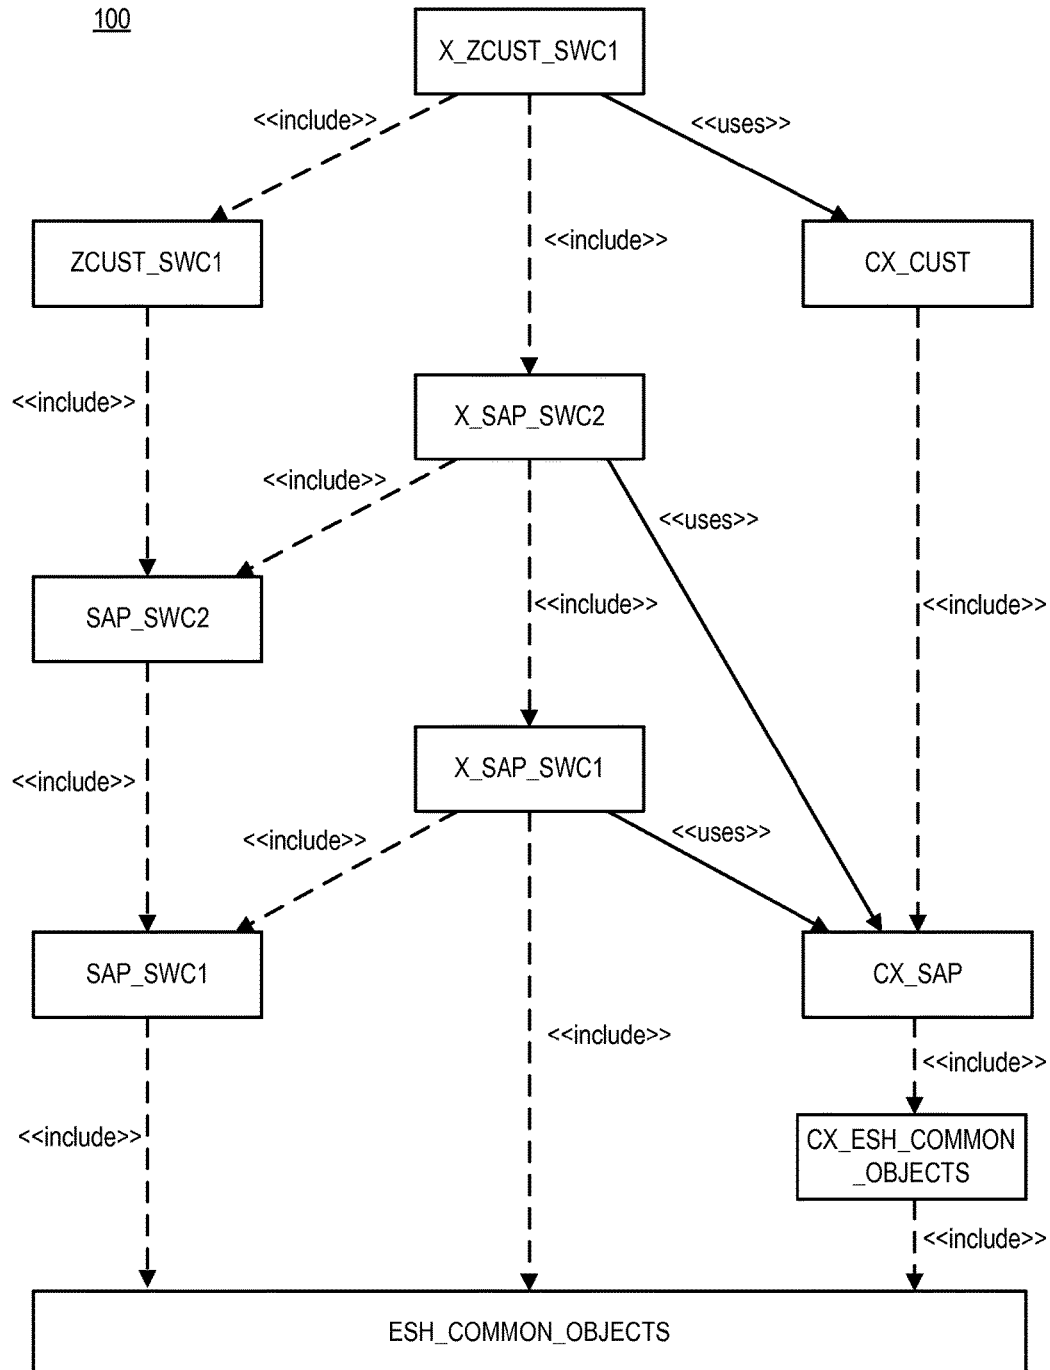 100
X_ZCUST_SWC1
<<include>>
<<uses>>
<<include>>
ZCUST_SWC1
CX_CUST
<<include>>
X_SAP_SWC2
<<include>>
<<uses>>
<<include>>
<<include>>
SAP_SWC2
X_SAP_SWC1
<<include>>
<<include>>
<<uses>>
SAP_SWC1
CX_SAP
<<include>>
<<include>>
<<include>>
CX_ESH_COMMON
_OBJECTS
<<include>>
ESH_COMMON_OBJECTS